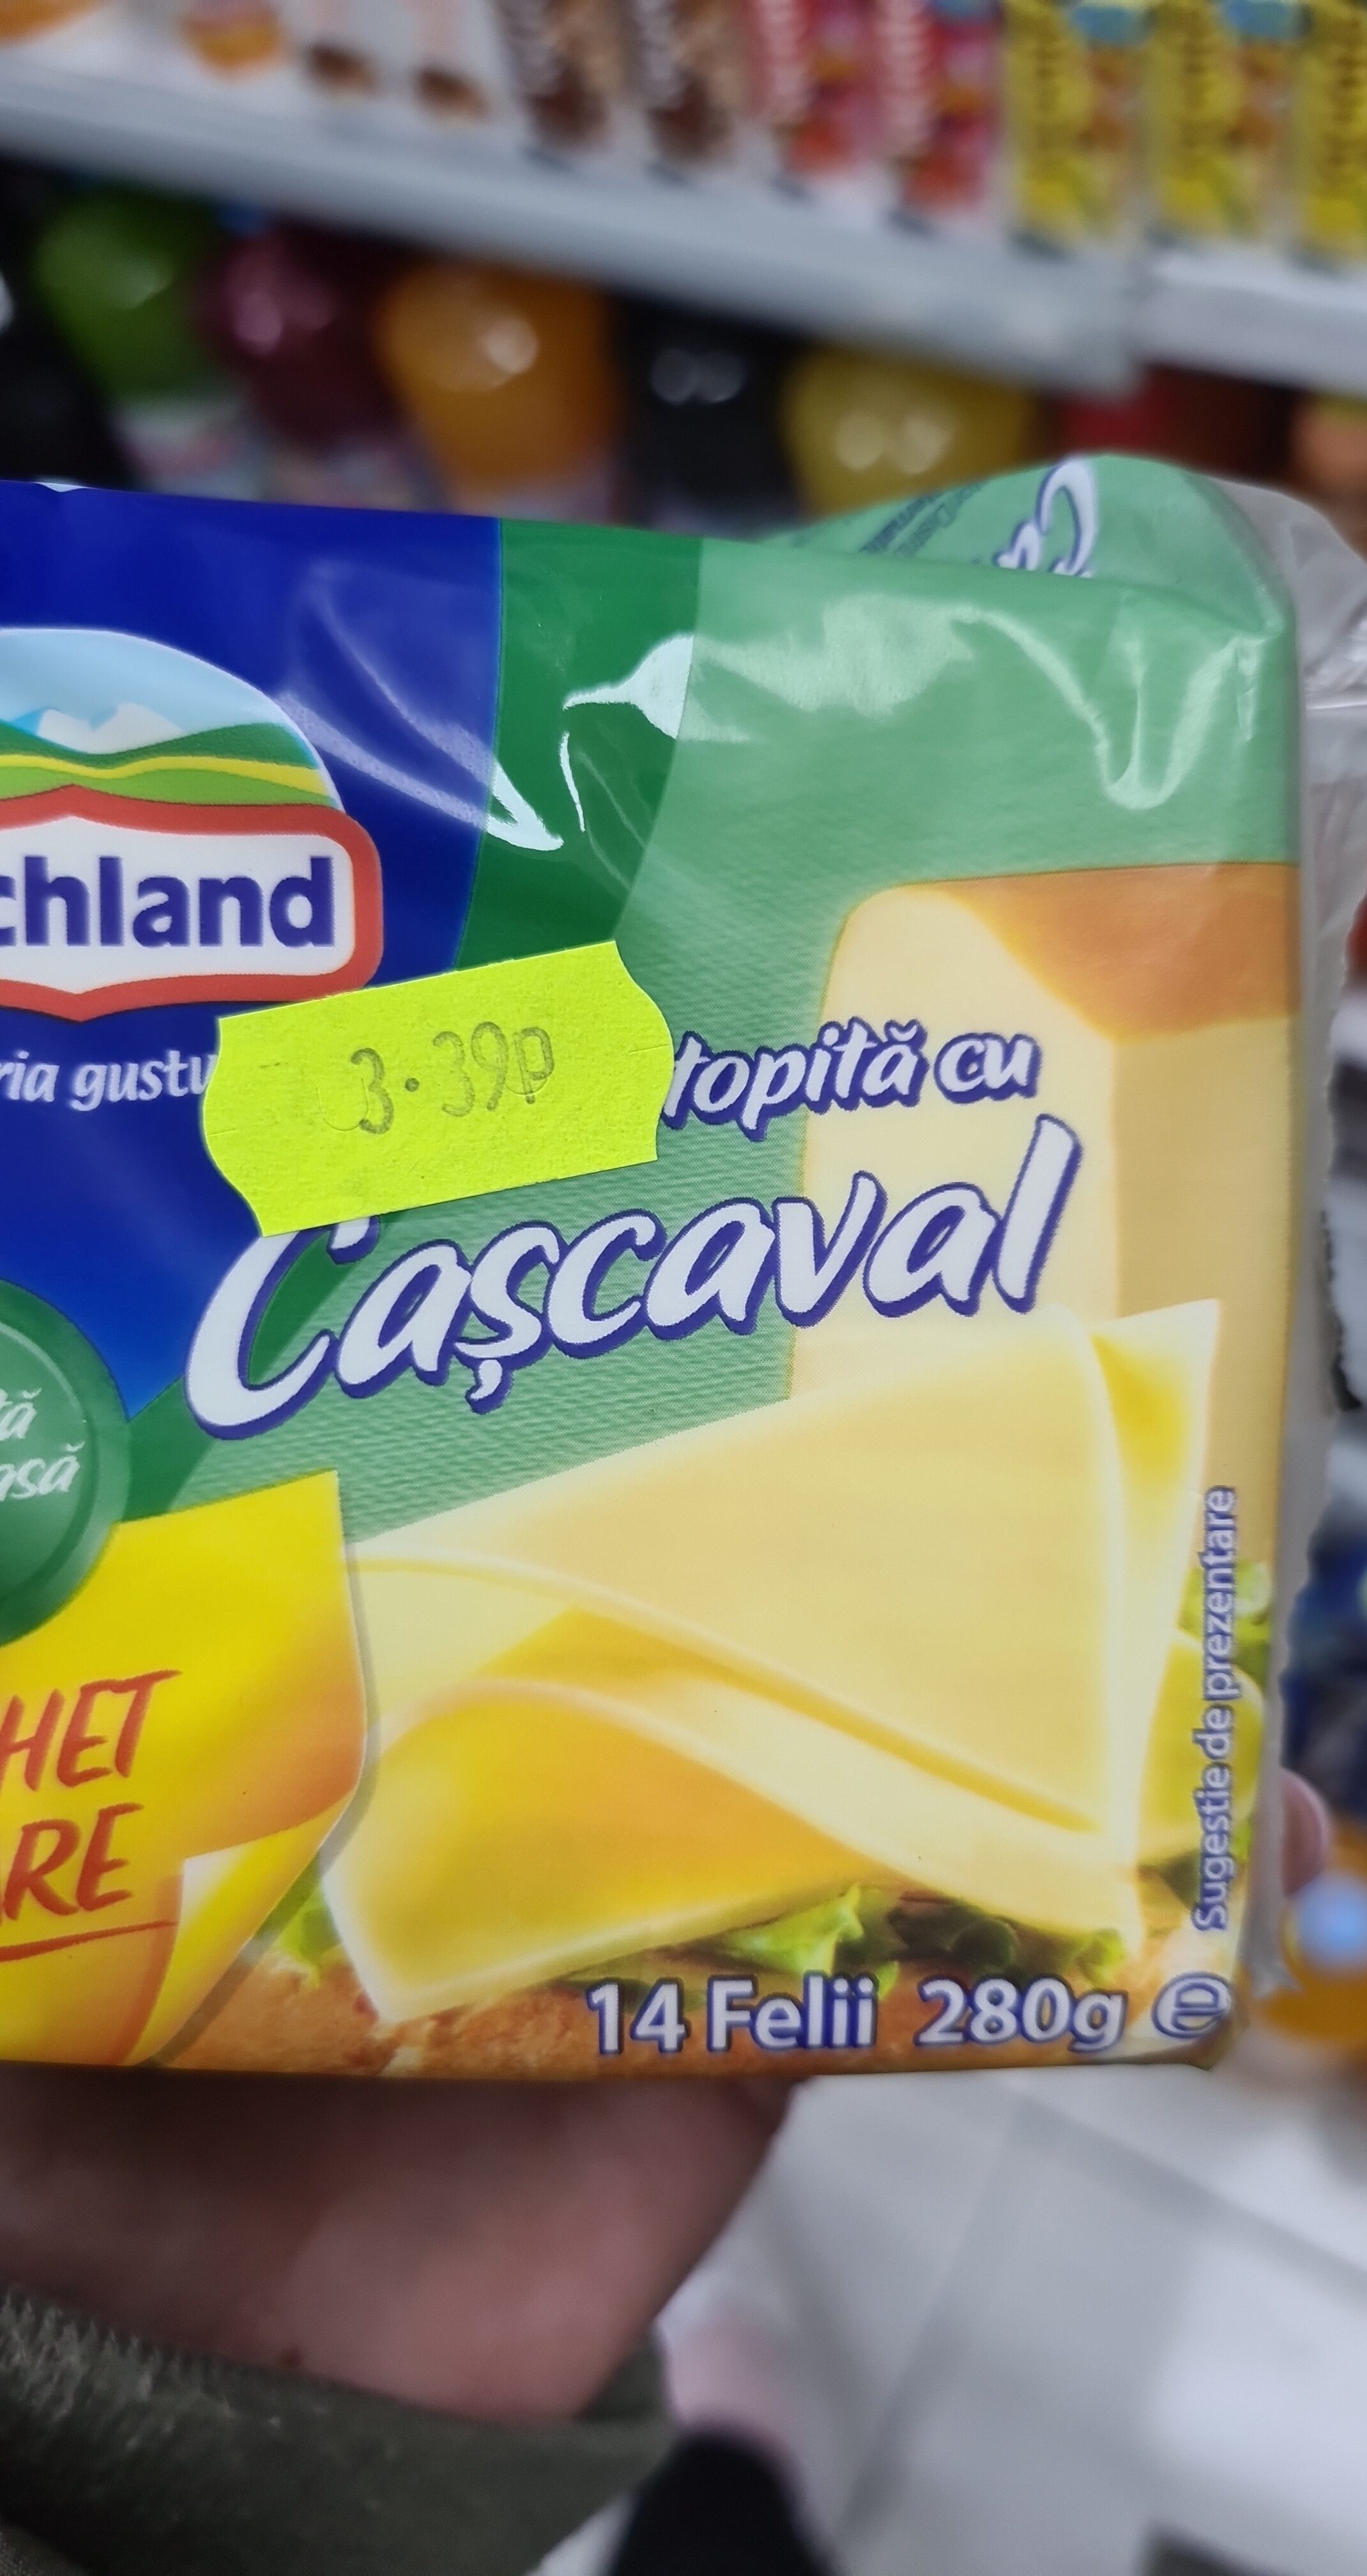 chland
ria gustu
3.39p
topită cu
Cașcaval
tă
asă
HET
ARE
Sugestie de prezentare
14 Felii 280g e